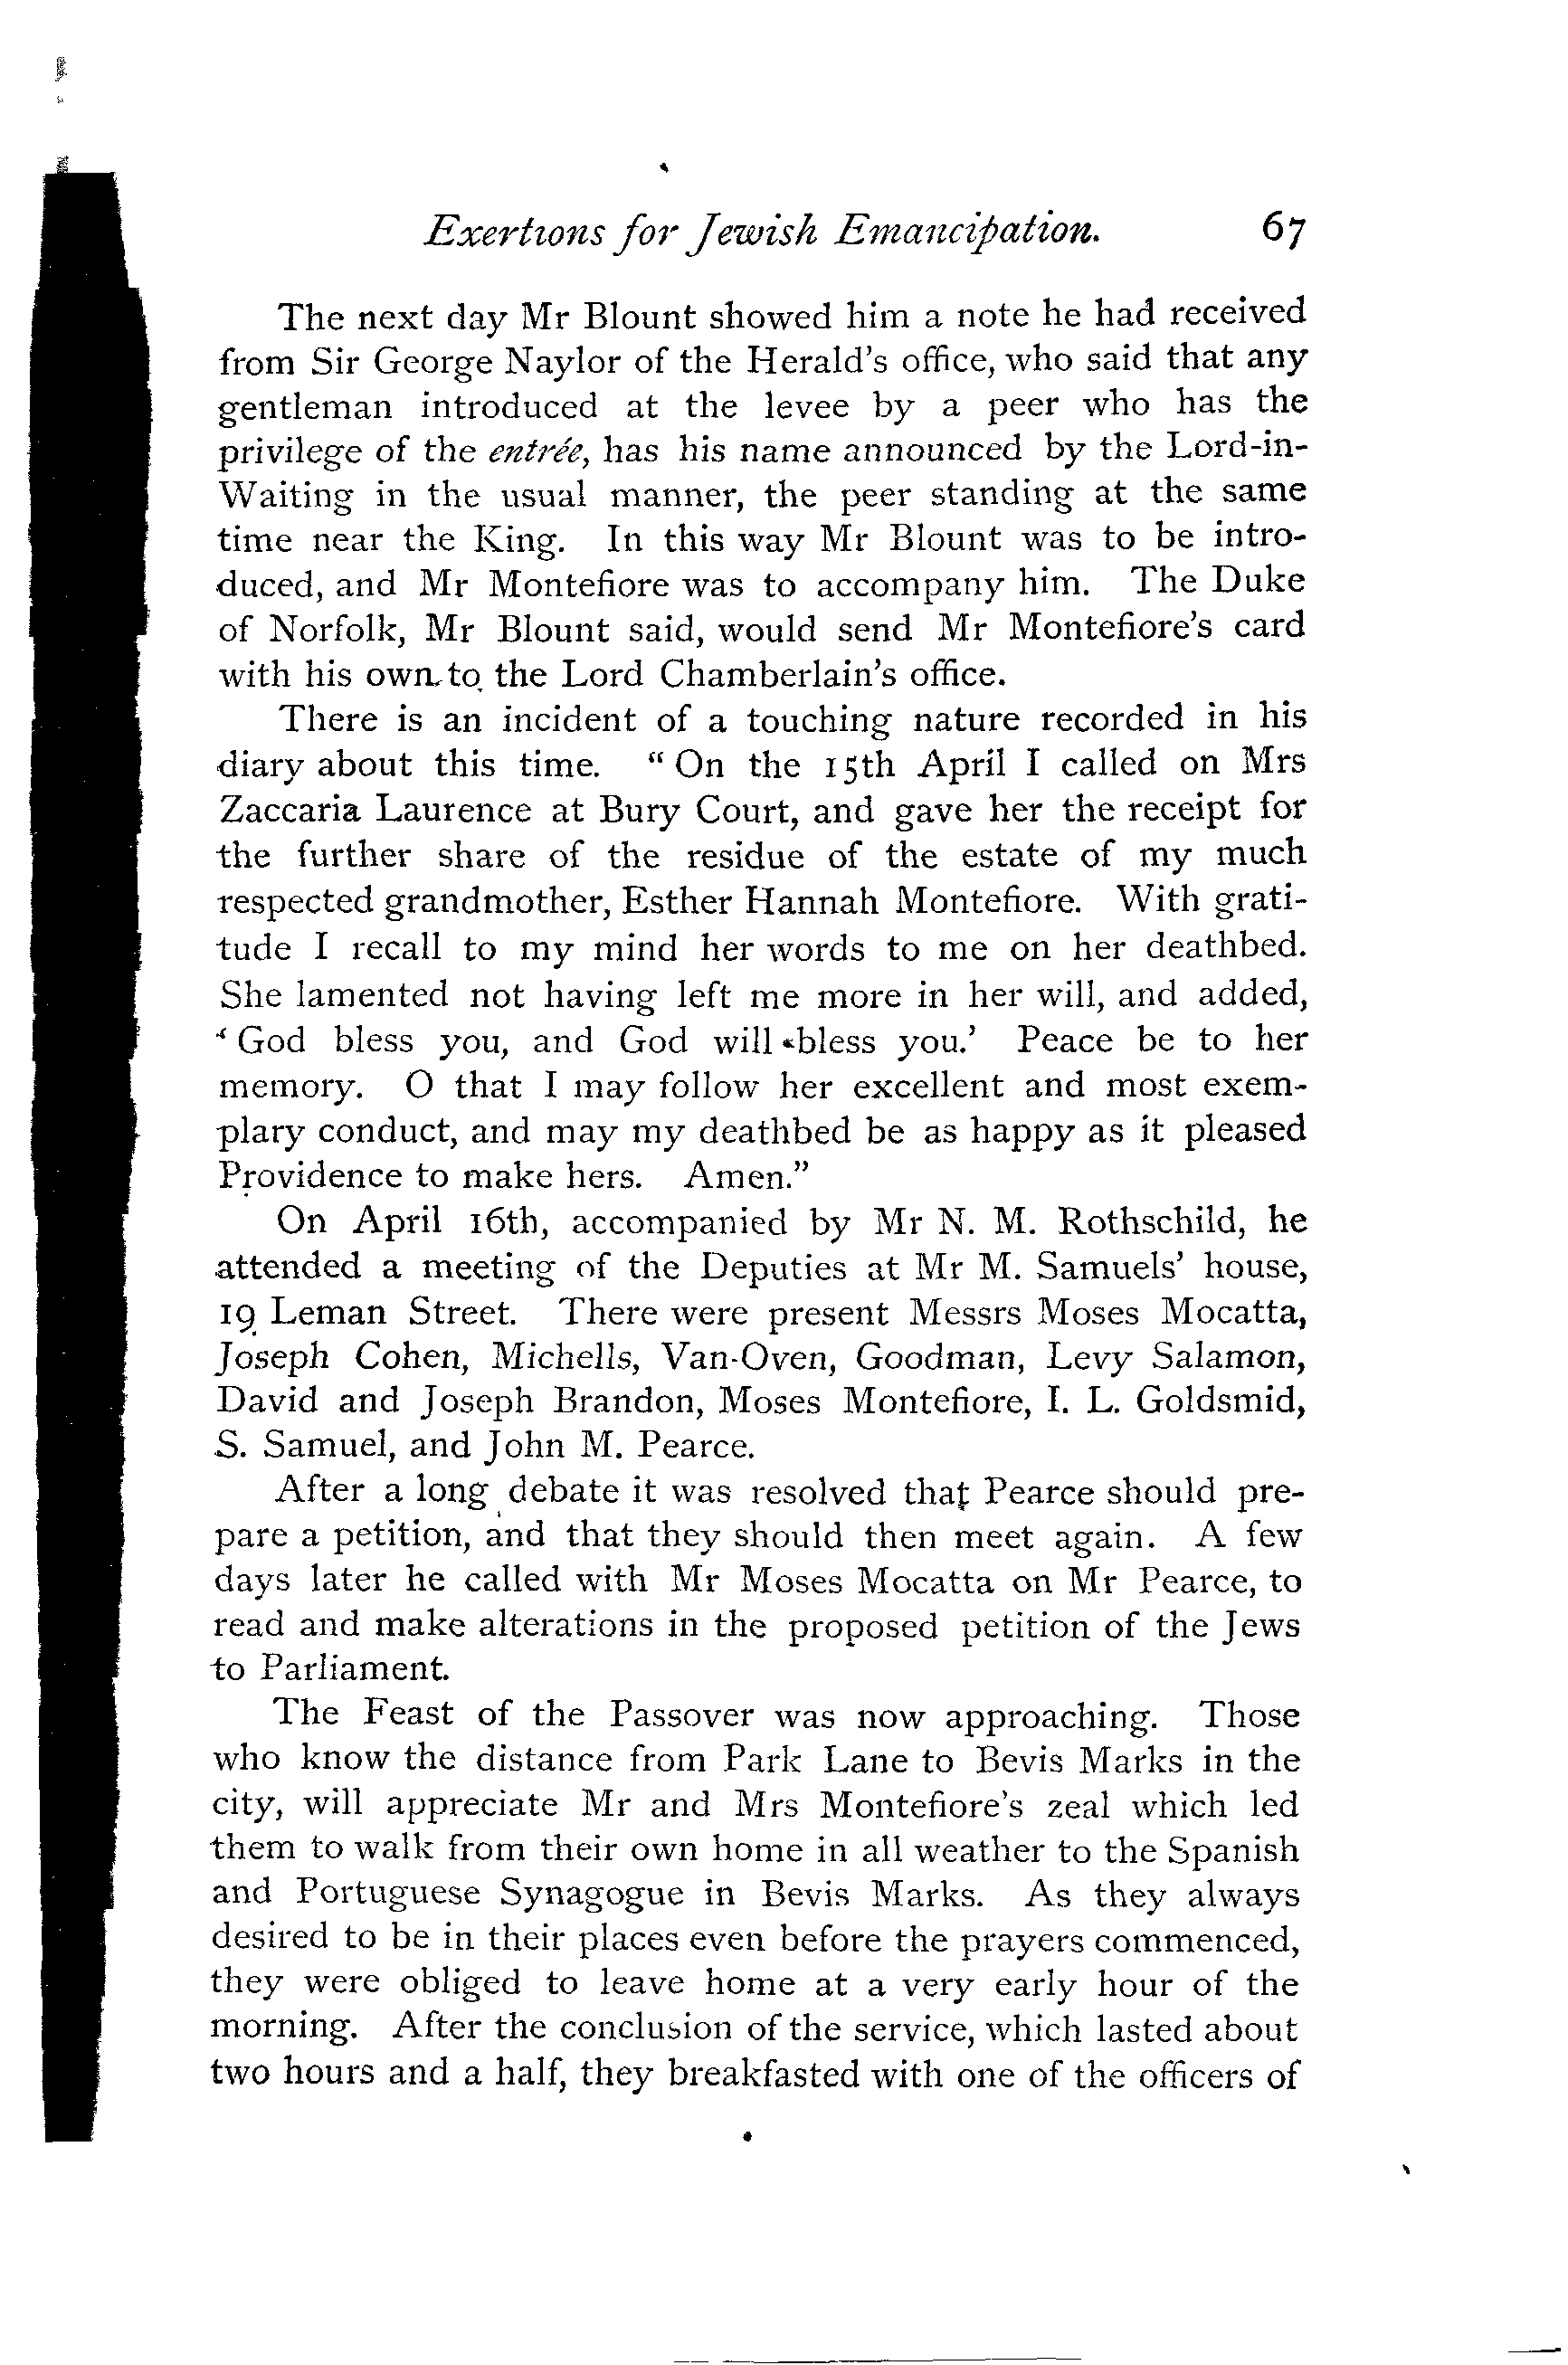 Exertions for Jewish Emancipation. 67
The next day Mr Blount showed him a note he had received
from Sir George Naylor of the Herald's office, who said that any
gentleman introduced at the levee by a peer who has the
privilege of the entrée, has his name announced by the Lord-in-
Waiting in the usual manner, the peer standing at the same
time near the King. In this way Mr Blount was to be intro-
duced, and Mr Montefiore was to accompany him. The Duke
of Norfolk, Mr Blount said, would send Mr Montefiore's card
with his own to the Lord Chamberlain's office.
There is an incident of a touching nature recorded in his
diary about this time. "On the 15th April I called on Mrs
Zaccaria Laurence at Bury Court, and gave her the receipt for
the further share of the residue of the estate of my much
respected grandmother, Esther Hannah Montefiore. With grati-
tude I recall to my mind her words to me on her deathbed.
She lamented not having left me more in her will, and added,
'God bless you, and God will bless you.' Peace be to her
memory. O that I may follow her excellent and most exem-
plary conduct, and may my deathbed be as happy as it pleased
Providence to make hers. Amen."
On April 16th, accompanied by Mr N. M. Rothschild, he
attended a meeting of the Deputies at Mr M. Samuels' house,
19 Leman Street. There were present Messrs Moses Mocatta,
Joseph Cohen, Michells, Van-Oven, Goodman, Levy Salamon,
David and Joseph Brandon, Moses Montefiore, I. L. Goldsmid,
S. Samuel, and John M. Pearce.
After a long debate it was resolved that Pearce should pre-
pare a petition, and that they should then meet again. A few
days later he called with Mr Moses Mocatta on Mr Pearce, to
read and make alterations in the proposed petition of the Jews
to Parliament.
The Feast of the Passover was now approaching. Those
who know the distance from Park Lane to Bevis Marks in the
city, will appreciate Mr and Mrs Montefiore's zeal which led
them to walk from their own home in all weather to the Spanish
and Portuguese Synagogue in Bevis Marks. As they always
desired to be in their places even before the prayers commenced,
they were obliged to leave home at a very early hour of the
morning. After the conclusion of the service, which lasted about
two hours and a half, they breakfasted with one of the officers of